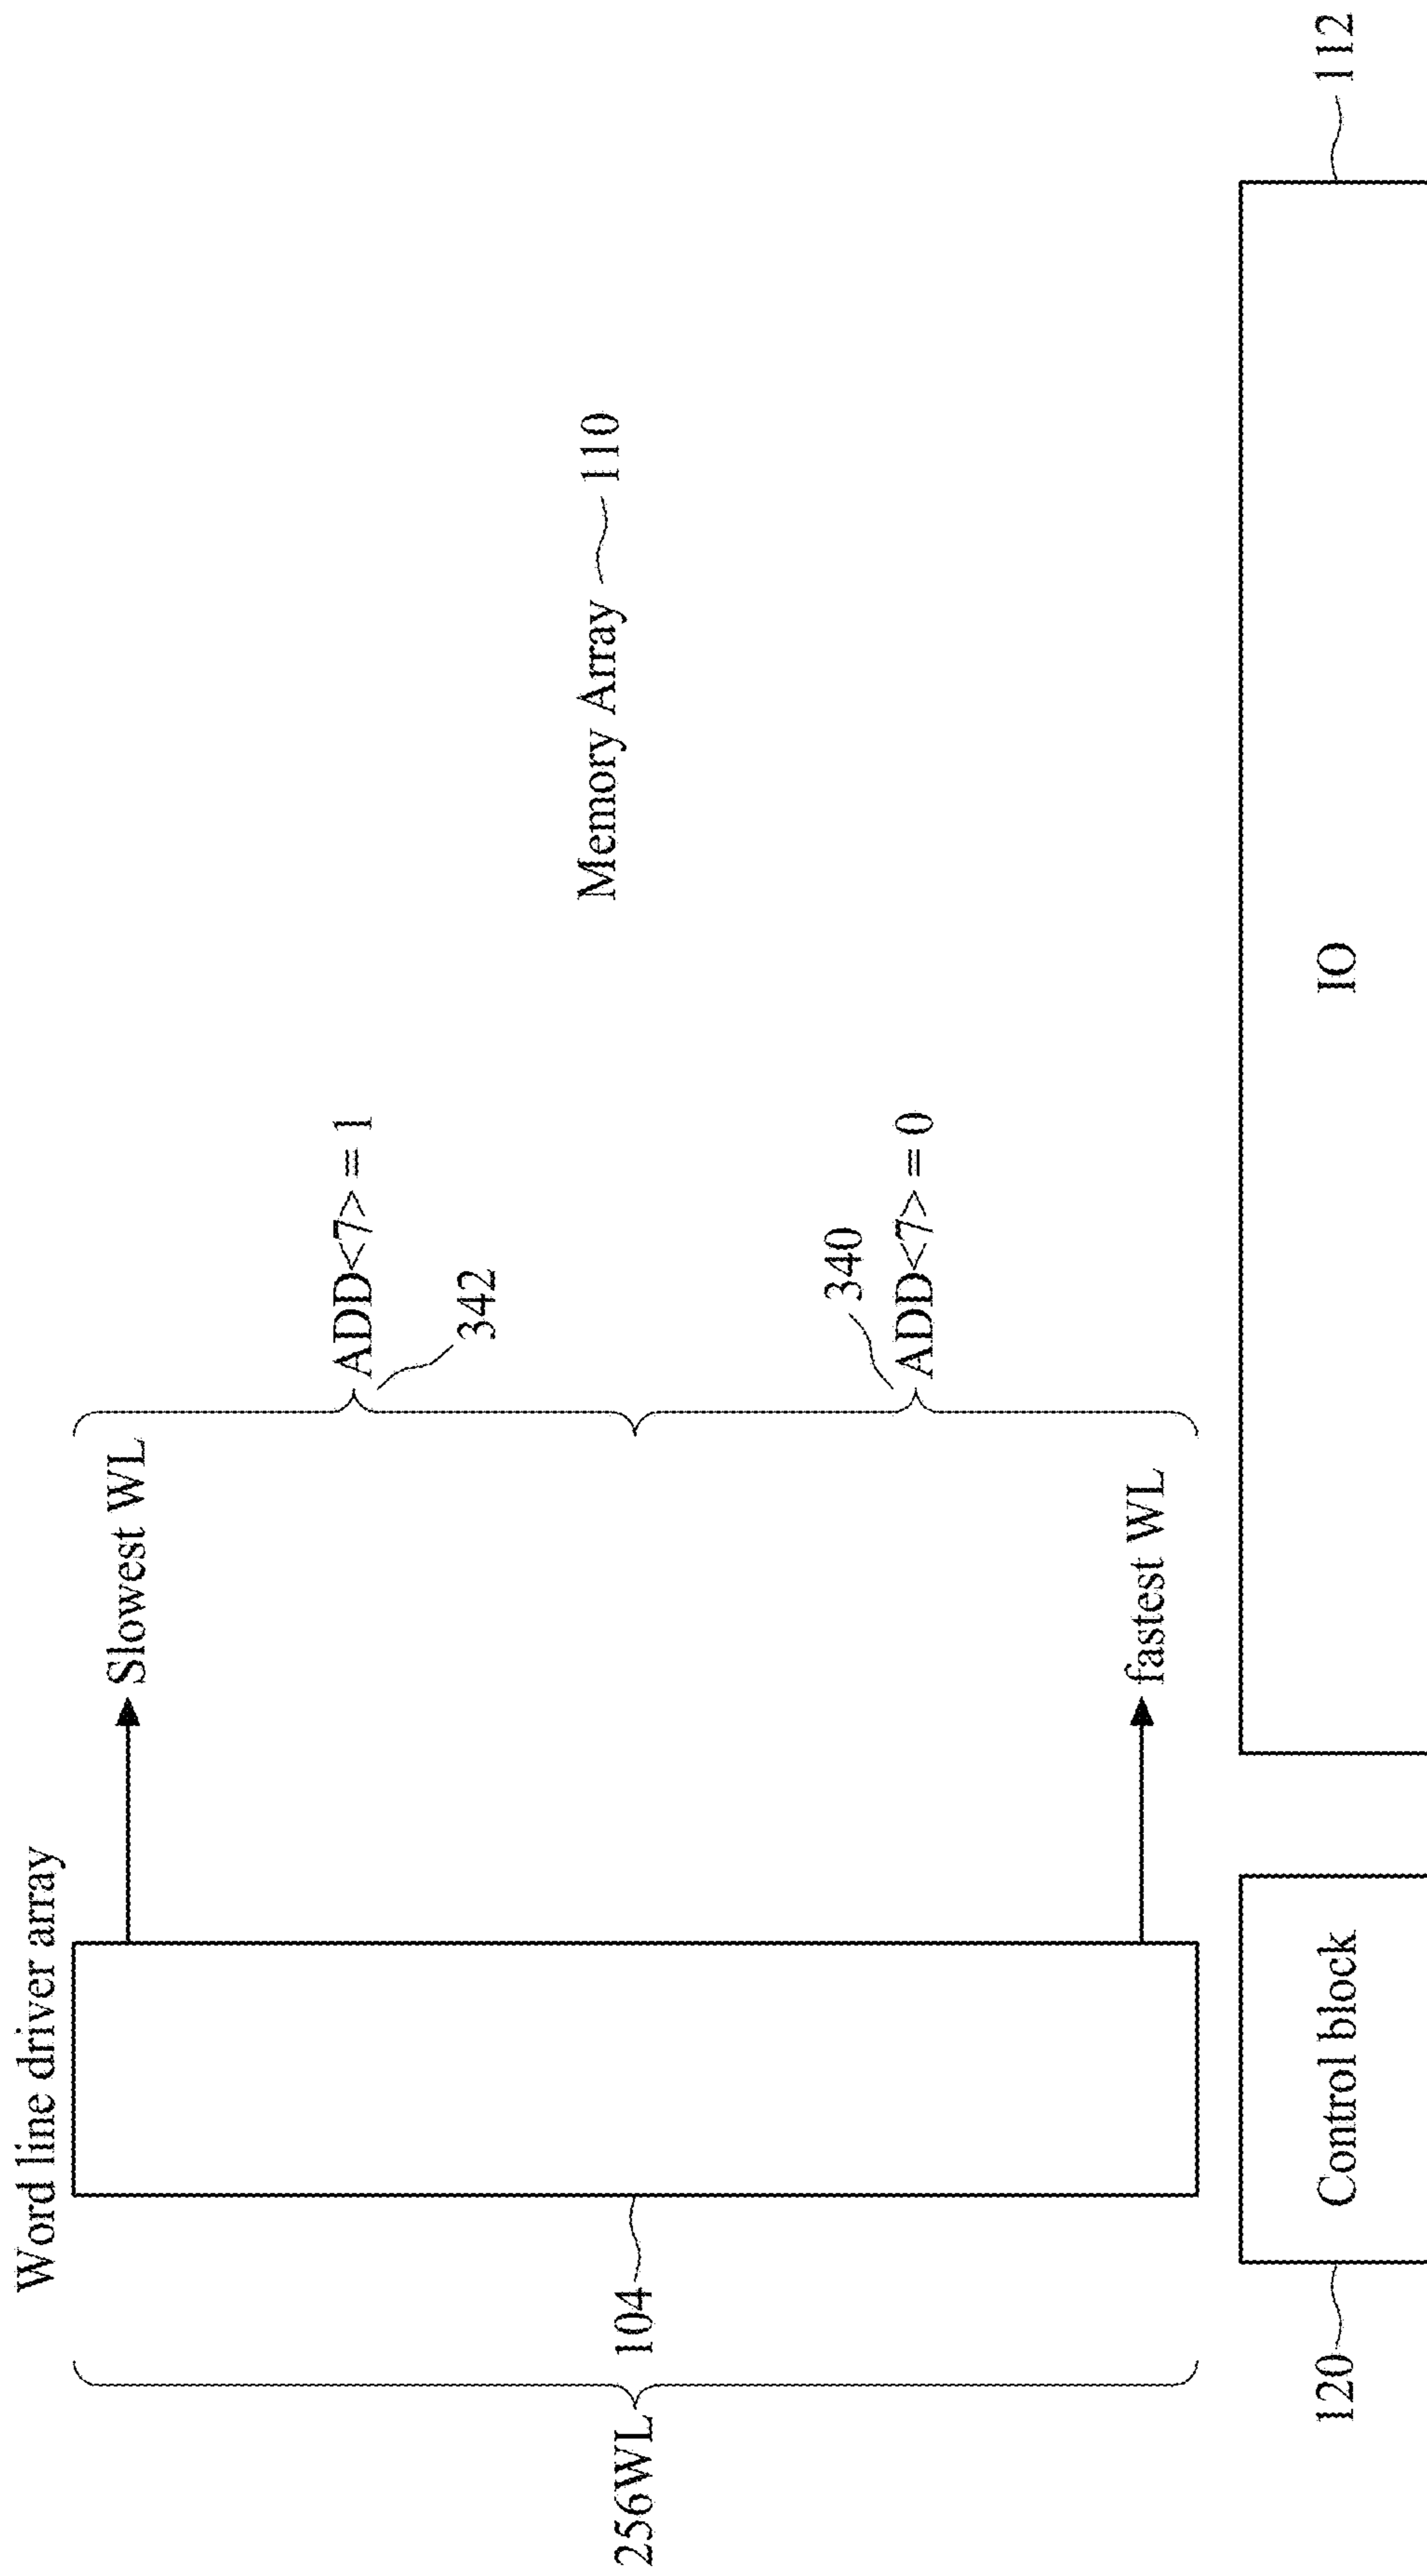 Word line driver array
Slowest WL
ADD<7> = 1
342
256WL
104
Memory Array
110
340
ADD<7> = 0
fastest WL
120
Control block
IO
112